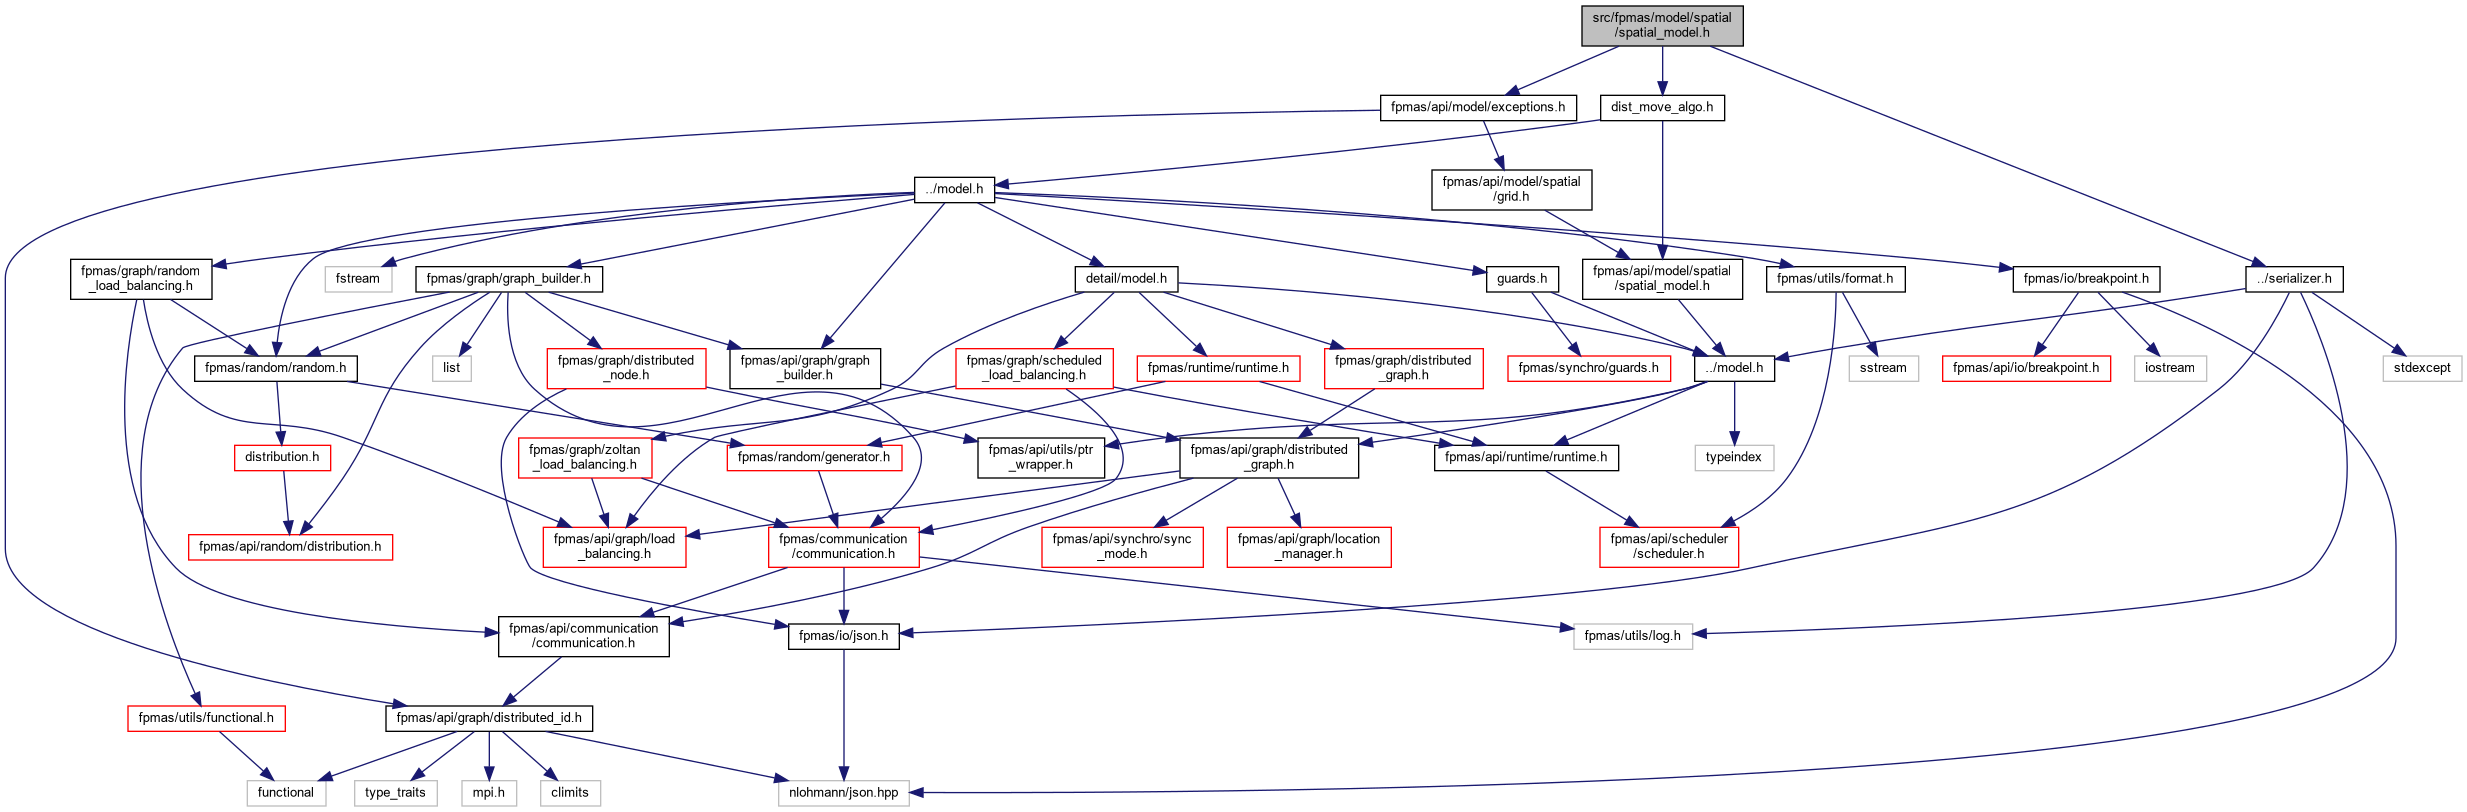 src/fpmas/model/spatial
/spatial_model.h
fpmas/api/model/exceptions.h
dist_move_algo.h
../model.h
fpmas/api/model/spatial
/grid.h
fpmas/graph/random
_load_balancing.h
fstream
fpmas/graph/graph_builder.h
detail/model.h
guards.h
fpmas/api/model/spatial
/spatial_model.h
fpmas/utils/format.h
fpmas/io/breakpoint.h
../serializer.h
fpmas/random/random.h
list
fpmas/graph/distributed
_node.h
fpmas/api/graph/graph
_builder.h
fpmas/graph/scheduled
_load_balancing.h
fpmas/runtime/runtime.h
fpmas/graph/distributed
_graph.h
fpmas/synchro/guards.h
../model.h
sstream
fpmas/api/io/breakpoint.h
iostream
stdexcept
distribution.h
fpmas/graph/zoltan
_load_balancing.h
fpmas/random/generator.h
fpmas/api/utils/ptr
_wrapper.h
fpmas/api/graph/distributed
_graph.h
fpmas/api/runtime/runtime.h
typeindex
fpmas/api/random/distribution.h
fpmas/api/graph/load
_balancing.h
fpmas/communication
/communication.h
fpmas/api/synchro/sync
_mode.h
fpmas/api/graph/location
_manager.h
fpmas/api/scheduler
/scheduler.h
fpmas/api/communication
/communication.h
fpmas/io/json.h
fpmas/utils/log.h
fpmas/utils/functional.h
fpmas/api/graph/distributed_id.h
functional
type_traits
mpi.h
climits
nlohmann/json.hpp